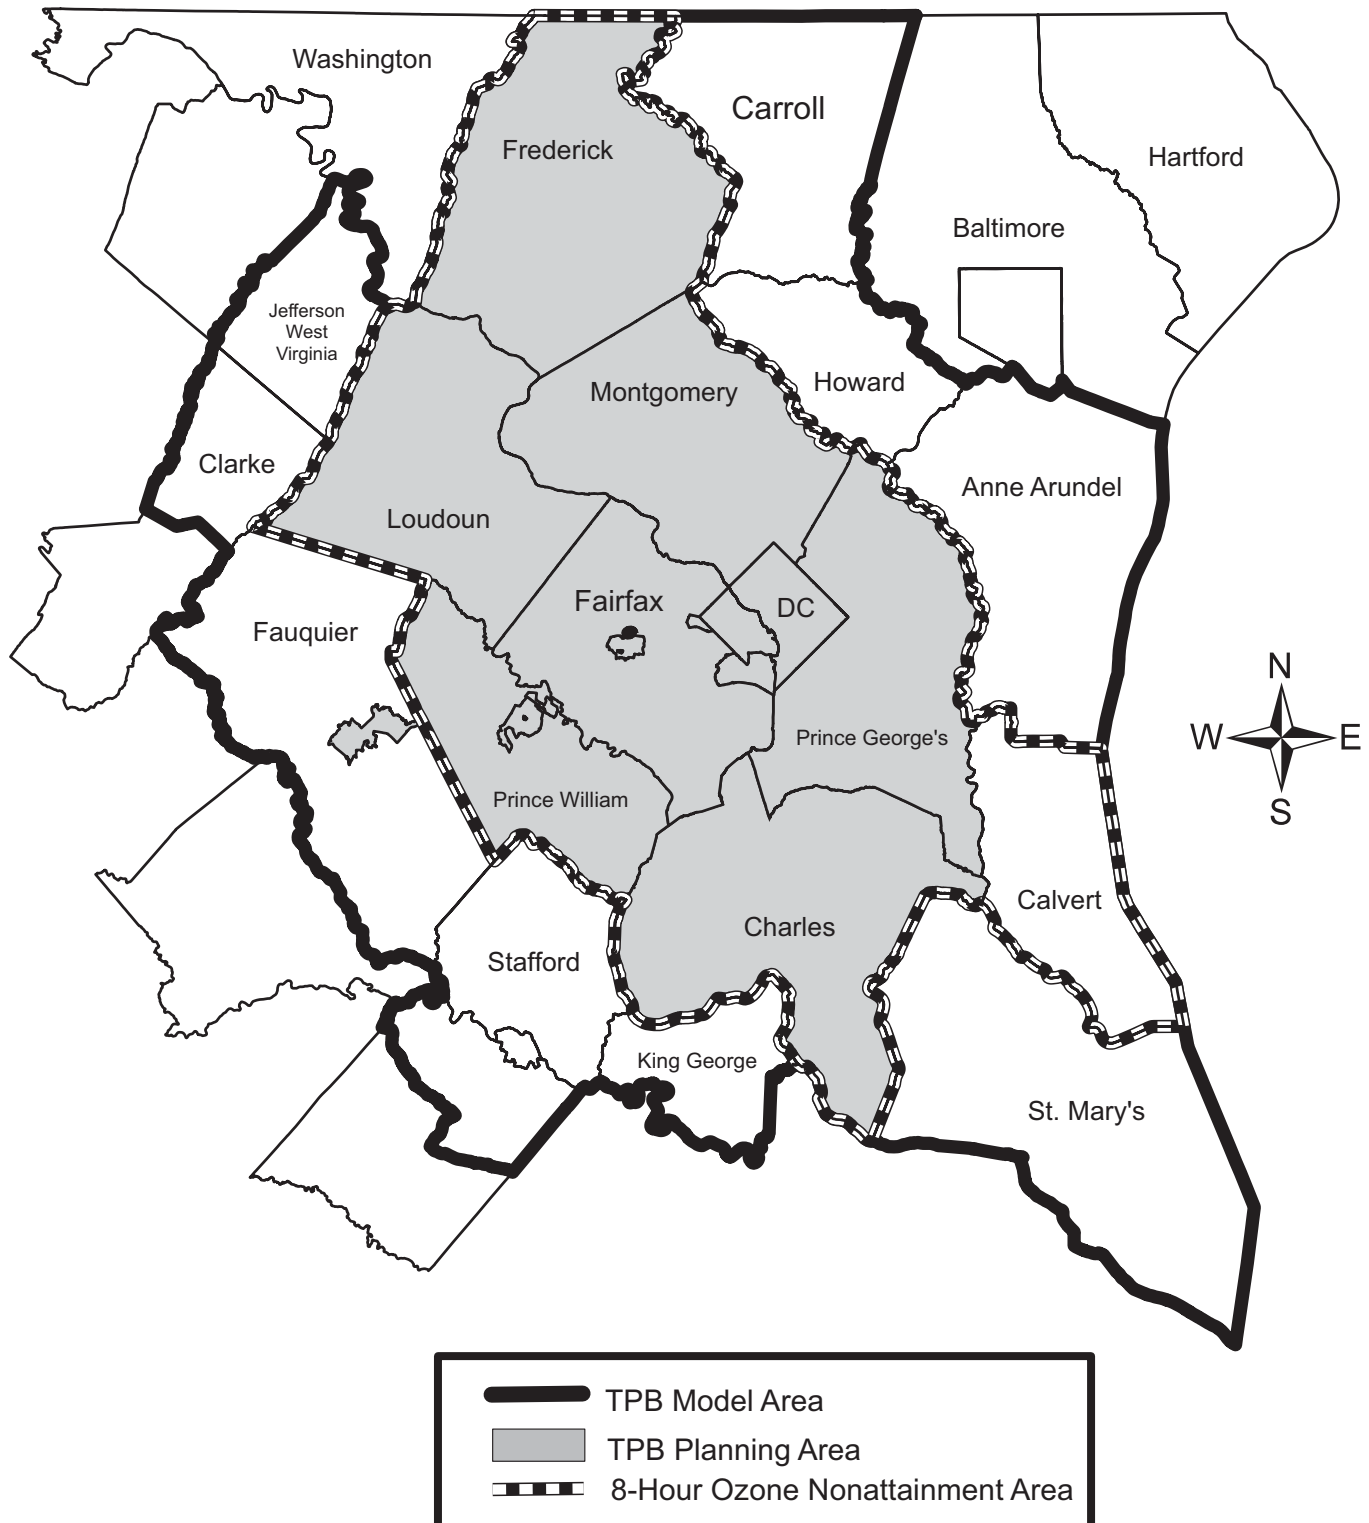 Washington
Carroll
Frederick
Hartford
Baltimore
Jefferson
West
Virginia
Montgomery
Howard
Clarke
Anne Arundel
Loudoun
Fairfax
DC
Fauquier
N
W
E
S
Prince George's
Prince William
Calvert
Charles
Stafford
King George
St. Mary's
TPB Model Area
TPB Planning Area
8-Hour Ozone Nonattainment Area